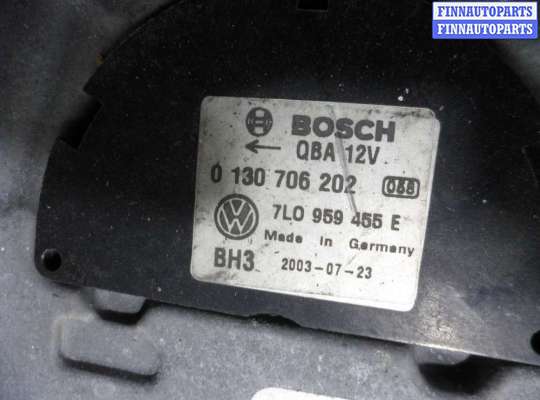 FINNAUTOPARTS
FINNAUTOPARTS
BOSCH
QBA 12V
0 130 706 202 088
7L0 959 455 E
Made in Germany
BH3 2003-07-23